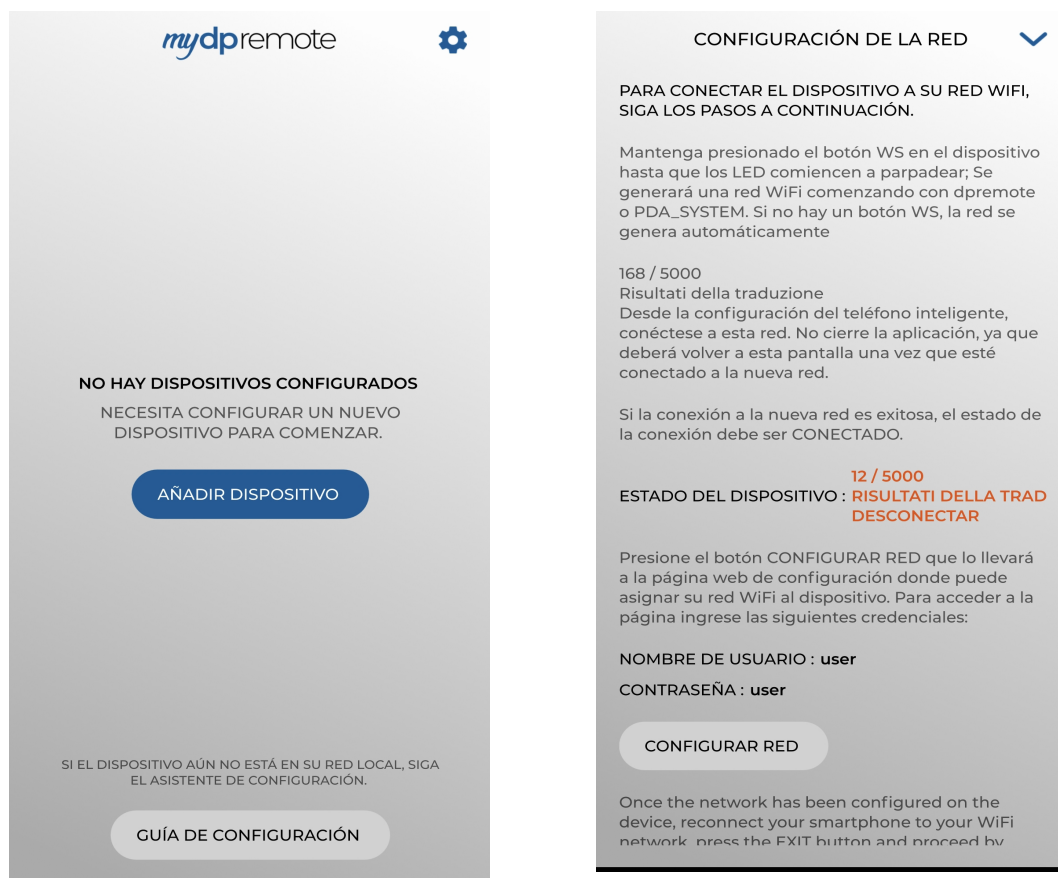 mydpremote
NO HAY DISPOSITIVOS CONFIGURADOS
NECESITA CONFIGURAR UN NUEVO
DISPOSITIVO PARA COMENZAR.
AÑADIR DISPOSITIVO
SI EL DISPOSITIVO AÚN NO ESTÁ EN SU RED LOCAL, SIGA
EL ASISTENTE DE CONFIGURACIÓN.
GUÍA DE CONFIGURACIÓN
CONFIGURACIÓN DE LA RED
PARA CONECTAR EL DISPOSITIVO A SU RED WIFI,
SIGA LOS PASOS A CONTINUACIÓN.
Mantenga presionado el botón WS en el dispositivo
hasta que los LED comiencen a parpadear; Se
generará una red WiFi comenzando con dpremote
o PDA_SYSTEM. Si no hay un botón WS, la red se
genera automáticamente
168 / 5000
Risultati della traduzione
Desde la configuración del teléfono inteligente,
conéctese a esta red. No cierre la aplicación, ya que
deberá volver a esta pantalla una vez que esté
conectado a la nueva red.
Si la conexión a la nueva red es exitosa, el estado de
la conexión debe ser CONECTADO.
12 / 5000
ESTADO DEL DISPOSITIVO : RISULTATI DELLA TRAD
DESCONECTAR
Presione el botón CONFIGURAR RED que lo llevará
a la página web de configuración donde puede
asignar su red WiFi al dispositivo. Para acceder a la
página ingrese las siguientes credenciales:
NOMBRE DE USUARIO : user
CONTRASEÑA : user
CONFIGURAR RED
Once the network has been configured on the
device, reconnect your smartphone to your WiFi
network, press the EXIT button and proceed by